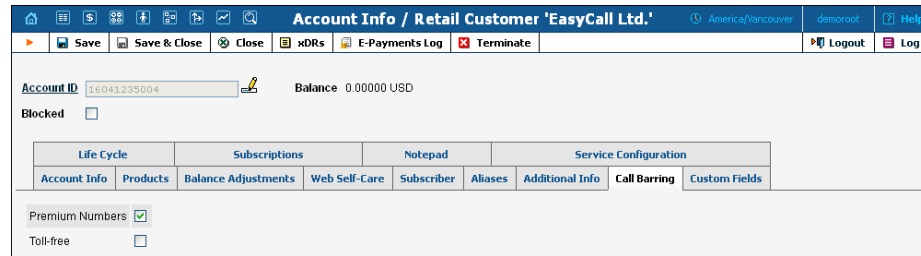 Account Info / Retail Customer 'EasyCall Ltd.' America/Vancouver demoroot ? Help
Save Save & Close Close xDRs E-Payments Log Terminate Logout Log
Account ID 16041235004 Balance 0.00000 USD
Blocked
Life Cycle Subscriptions Notepad Service Configuration
Account Info Products Balance Adjustments Web Self-Care Subscriber Aliases Additional Info Call Barring Custom Fields
Premium Numbers
Toll-free